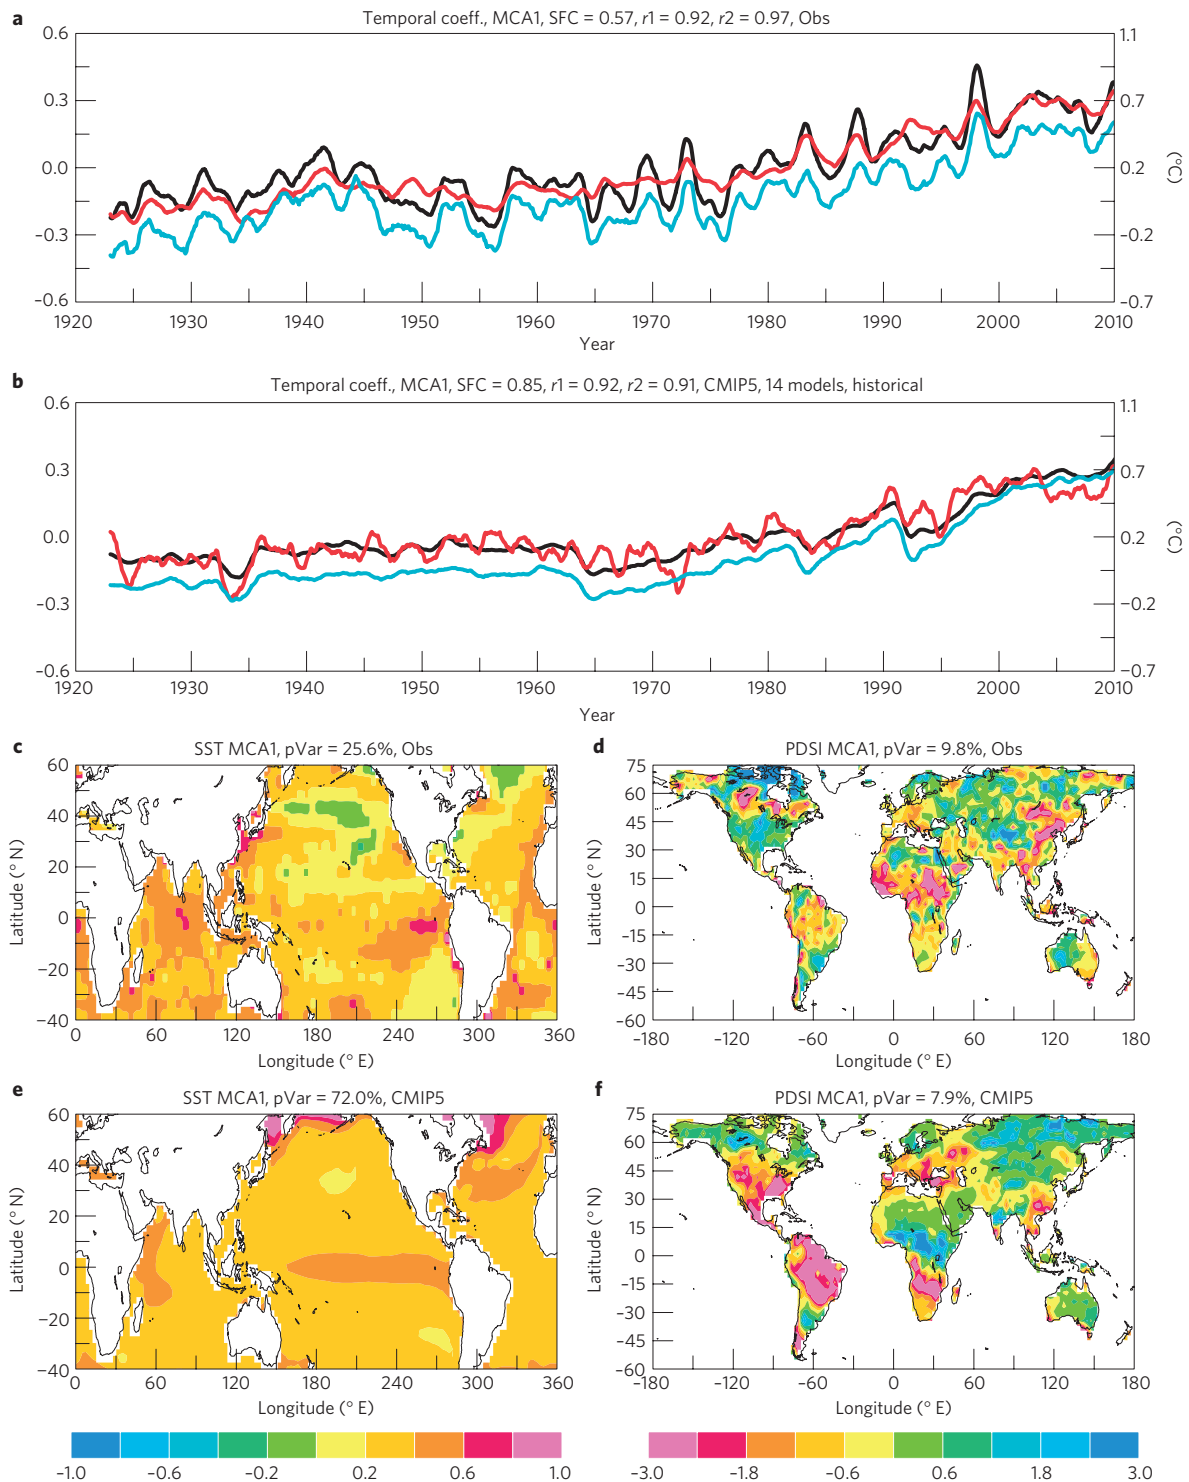 a
Temporal coeff., MCA1, SFC = 0.57, r1 = 0.92, r2 = 0.97, Obs
0.6 1.1
0.3 0.7
0.0 0.2
(°C)
−0.3 −0.2
−0.6 −0.7
1920 1930 1940 1950 1960 1970 1980 1990 2000 2010
Year
b
Temporal coeff., MCA1, SFC = 0.85, r1 = 0.92, r2 = 0.91, CMIP5, 14 models, historical
0.6 1.1
0.3 0.7
0.0 0.2
(°C)
−0.3 −0.2
−0.6 −0.7
1920 1930 1940 1950 1960 1970 1980 1990 2000 2010
Year
c
SST MCA1, pVar = 25.6%, Obs
60
40
20
0
−20
−40
Latitude (° N)
0 60 120 180 240 300 360
Longitude (° E)
d
PDSI MCA1, pVar = 9.8%, Obs
75
60
45
30
15
0
−15
−30
−45
−60
Latitude (° N)
−180 −120 −60 0 60 120 180
Longitude (° E)
e
SST MCA1, pVar = 72.0%, CMIP5
60
40
20
0
−20
−40
Latitude (° N)
0 60 120 180 240 300 360
Longitude (° E)
f
PDSI MCA1, pVar = 7.9%, CMIP5
75
60
45
30
15
0
−15
−30
−45
−60
Latitude (° N)
−180 −120 −60 0 60 120 180
Longitude (° E)
−1.0 −0.6 −0.2 0.2 0.6 1.0
−3.0 −1.8 −0.6 0.6 1.8 3.0